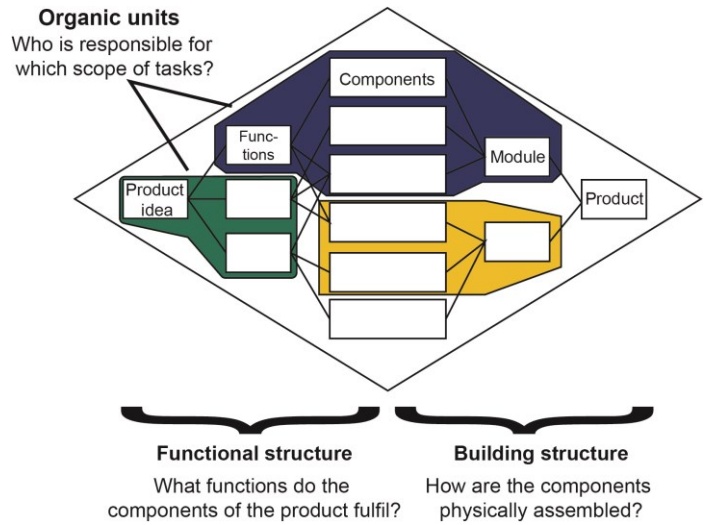 Organic units
Who is responsible for
which scope of tasks?
Components
Func-
tions
Module
Product
idea
Product
Functional structure
What functions do the
components of the product fulfil?
Building structure
How are the components
physically assembled?